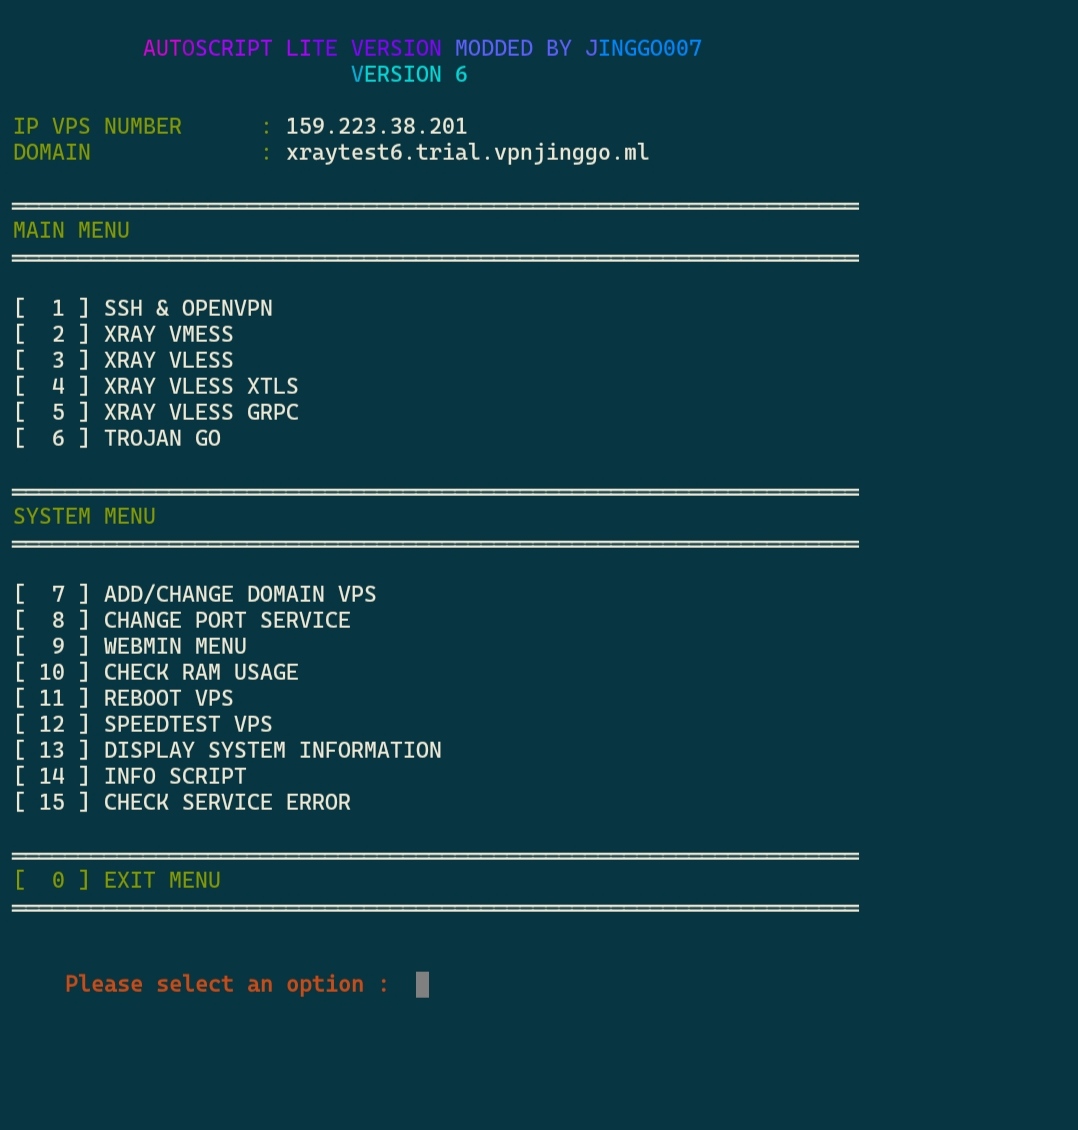 AUTOSCRIPT LITE VERSION MODDED BY JINGGO007
VERSION 6
IP VPS NUMBER : 159.223.38.201
DOMAIN : xraytest6.trial.vpnjinggo.ml
MAIN MENU
[ 1 ] SSH & OPENVPN
[ 2 ] XRAY VMESS
[ 3 ] XRAY VLESS
[ 4 ] XRAY VLESS XTLS
[ 5 ] XRAY VLESS GRPC
[ 6 ] TROJAN GO
SYSTEM MENU
[ 7 ] ADD/CHANGE DOMAIN VPS
[ 8 ] CHANGE PORT SERVICE
[ 9 ] WEBMIN MENU
[ 10 ] CHECK RAM USAGE
[ 11 ] REBOOT VPS
[ 12 ] SPEEDTEST VPS
[ 13 ] DISPLAY SYSTEM INFORMATION
[ 14 ] INFO SCRIPT
[ 15 ] CHECK SERVICE ERROR
[ 0 ] EXIT MENU
Please select an option :